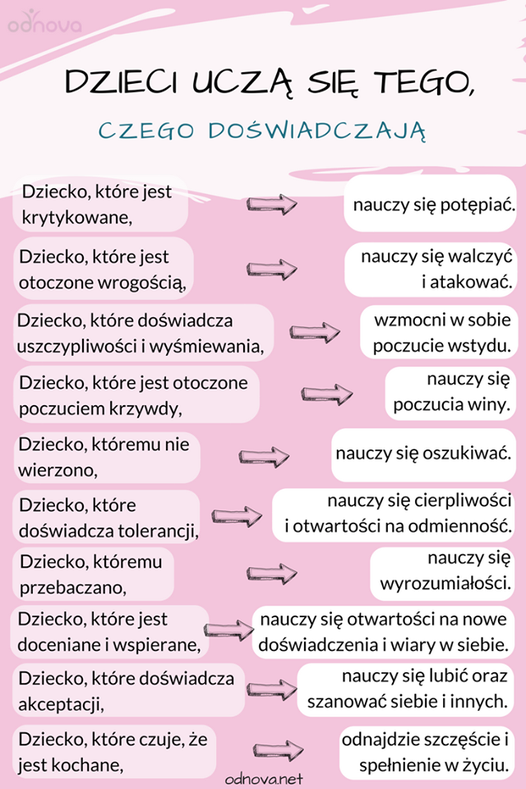 odnova
DZIECI UCZĄ SIĘ TEGO,
CZEGO DOŚWIADCZAJĄ
Dziecko, które jest
krytykowane,
nauczy się potępiać.
Dziecko, które jest
otoczone wrogością,
nauczy się walczyć
i atakować.
Dziecko, które doświadcza
uszczypliwości i wyśmiewania,
wzmocni w sobie
poczucie wstydu.
Dziecko, które jest otoczone
poczuciem krzywdy,
nauczy się
poczucia winy.
Dziecko, któremu nie
wierzono,
nauczy się oszukiwać.
Dziecko, które
doświadcza tolerancji,
nauczy się cierpliwości
i otwartości na odmienność.
Dziecko, któremu
przebaczano,
nauczy się
wyrozumiałości.
Dziecko, które jest
doceniane i wspierane,
nauczy się otwartości na nowe
doświadczenia i wiary w siebie.
Dziecko, które doświadcza
akceptacji,
nauczy się lubić oraz
szanować siebie i innych.
Dziecko, które czuje, że
jest kochane,
odnajdzie szczęście i
spełnienie w życiu.
odnova.net